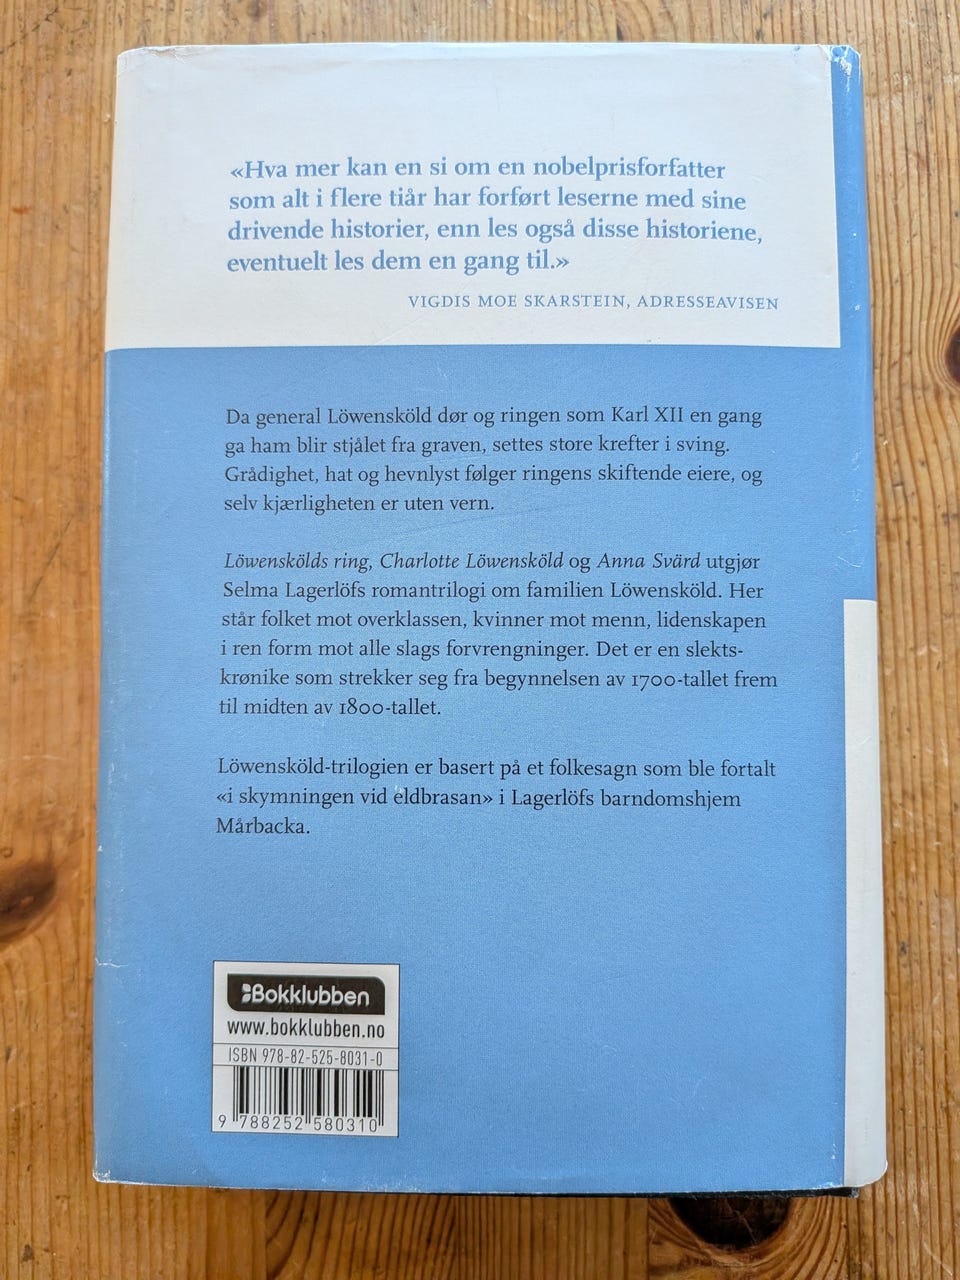 «Hva mer kan en si om en nobelprisforfatter
som alt i flere tiår har forført leserne med sine
drivende historier, enn les også disse historiene,
eventuelt les dem en gang til.»
VIGDIS MOE SKARSTEIN, ADRESSEAVISEN
Da general Löwensköld dør og ringen som Karl XII en gang
ga ham blir stjålet fra graven, settes store krefter i sving.
Grådighet, hat og hevnlyst følger ringens skiftende eiere, og
selv kjærligheten er uten vern.
Löwenskölds ring, Charlotte Löwensköld og Anna Svärd utgjør
Selma Lagerlöfs romantrilogi om familien Löwensköld. Her
står folket mot overklassen, kvinner mot menn, lidenskapen
i ren form mot alle slags forvrengninger. Det er en slekts-
krønike som strekker seg fra begynnelsen av 1700-tallet frem
til midten av 1800-tallet.
Löwensköld-trilogien er basert på et folkesagn som ble fortalt
«i skymningen vid eldbrasan» i Lagerlöfs barndomshjem
Mårbacka.
Bokklubben
www.bokklubben.no
ISBN 978-82-525-8031-0
9 788252 580310